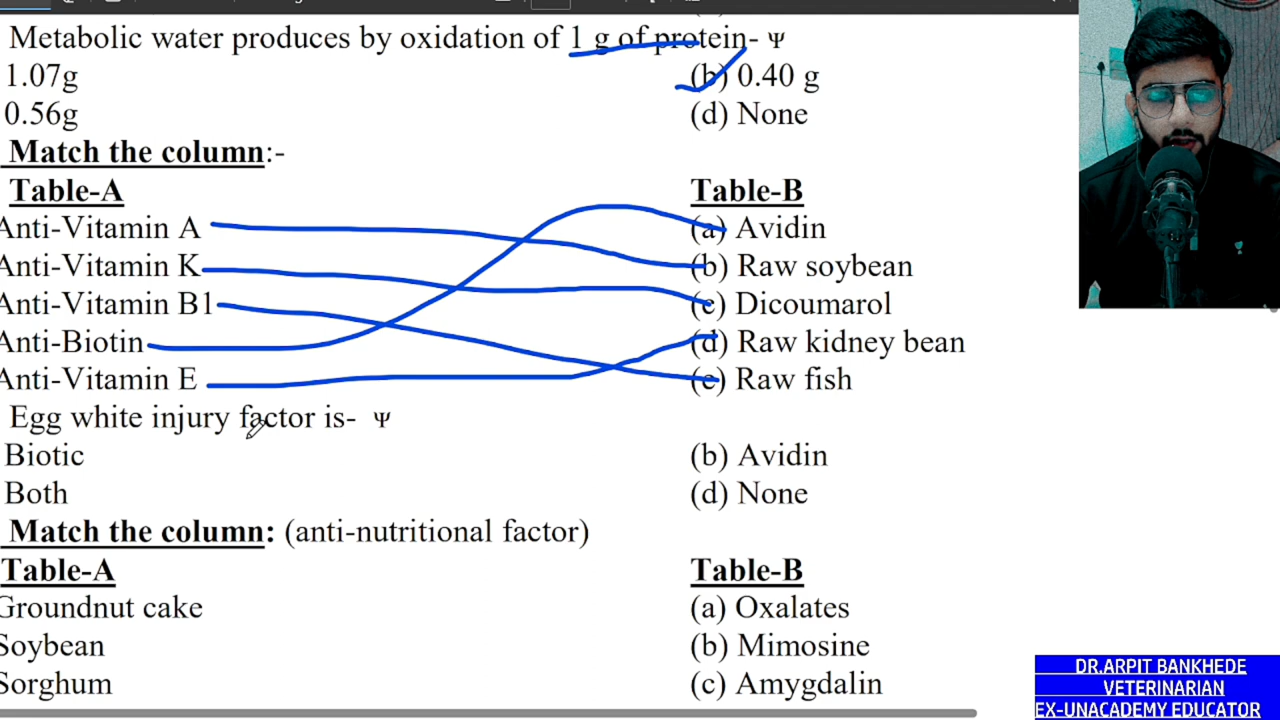 Metabolic water produces by oxidation of 1 g of protein- Ψ
1.07g (b) 0.40 g
0.56g (d) None
Match the column:-
Table-A Table-B
Anti-Vitamin A (a) Avidin
Anti-Vitamin K (b) Raw soybean
Anti-Vitamin B1 (c) Dicoumarol
Anti-Biotin (d) Raw kidney bean
Anti-Vitamin E (e) Raw fish
Egg white injury factor is- Ψ
Biotic (b) Avidin
Both (d) None
Match the column: (anti-nutritional factor)
Table-A Table-B
Groundnut cake (a) Oxalates
Soybean (b) Mimosine
Sorghum (c) Amygdalin
DR.ARPIT BANKHEDE
VETERINARIAN
EX-UNACADEMY EDUCATOR